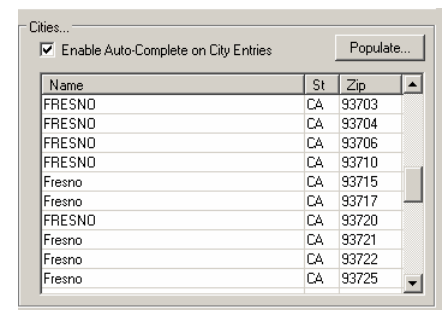 Cities...
Enable Auto-Complete on City Entries Populate...
Name St Zip
FRESNO CA 93703
FRESNO CA 93704
FRESNO CA 93706
FRESNO CA 93710
Fresno CA 93715
Fresno CA 93717
FRESNO CA 93720
Fresno CA 93721
Fresno CA 93722
Fresno CA 93725